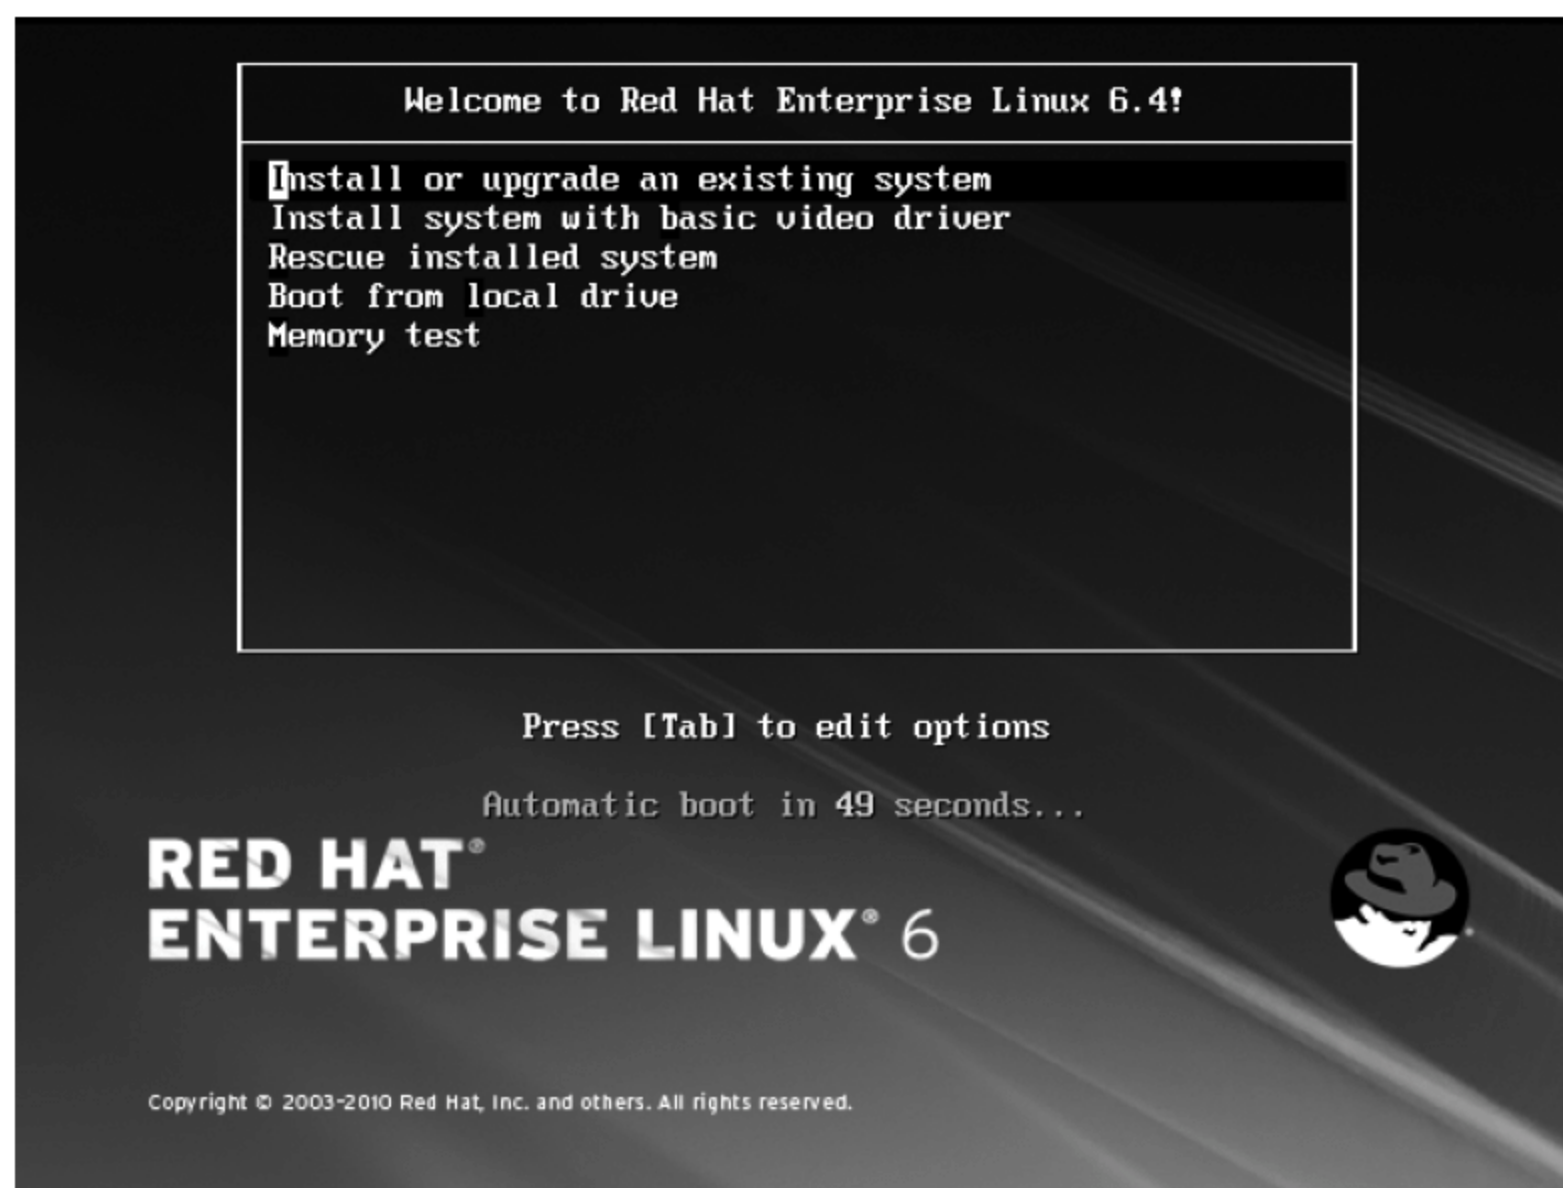 Welcome to Red Hat Enterprise Linux 6.4!
Install or upgrade an existing system
Install system with basic video driver
Rescue installed system
Boot from local drive
Memory test
Press [Tab] to edit options
Automatic boot in 49 seconds...
RED HAT®
ENTERPRISE LINUX® 6
Copyright © 2003-2010 Red Hat, Inc. and others. All rights reserved.